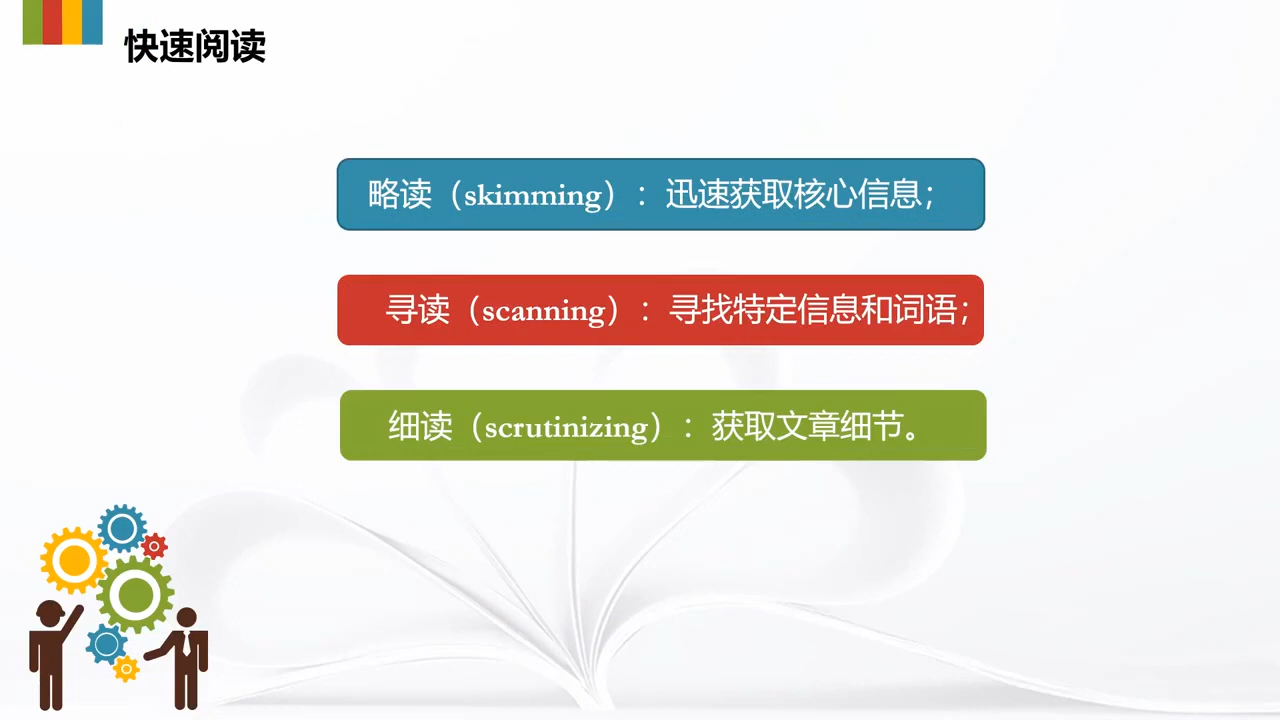 快速阅读
略读（skimming）：迅速获取核心信息；
寻读（scanning）：寻找特定信息和词语；
细读（scrutinizing）：获取文章细节。